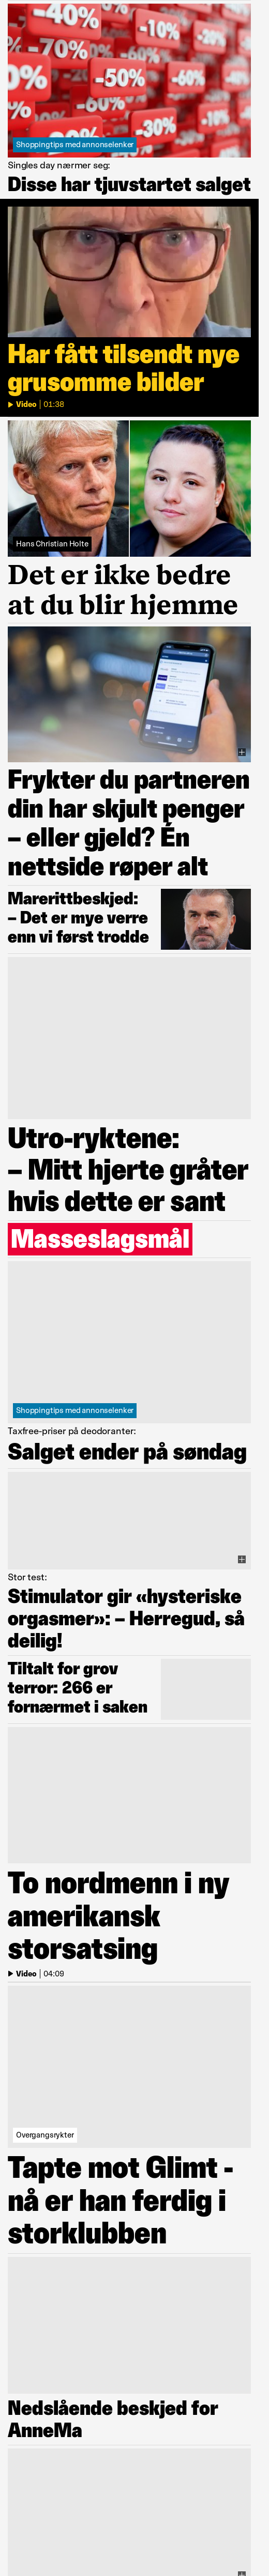 -40%
-10%
-20%
-70%
0%
-50%
-60%
-30%
Shoppingtips med annonselenker
Singles day nærmer seg:
Disse har tjuvstartet salget
Har fått tilsendt nye
grusomme bilder
Video | 01:38
Hans Christian Holte
Det er ikke bedre
at du blir hjemme
Frykter du partneren
din har skjult penger
– eller gjeld? Én
nettside røper alt
Marerittbeskjed:
– Det er mye verre
enn vi først trodde
Utro-ryktene:
– Mitt hjerte gråter
hvis dette er sant
Masseslagsmål
Shoppingtips med annonselenker
Taxfree-priser på deodoranter:
Salget ender på søndag
Stor test:
Stimulator gir «hysteriske
orgasmer»: – Herregud, så
deilig!
Tiltalt for grov
terror: 266 er
fornærmet i saken
To nordmenn i ny
amerikansk
storsatsing
Video | 04:09
Overgangsrykter
Tapte mot Glimt -
nå er han ferdig i
storklubben
Nedslående beskjed for
AnneMa